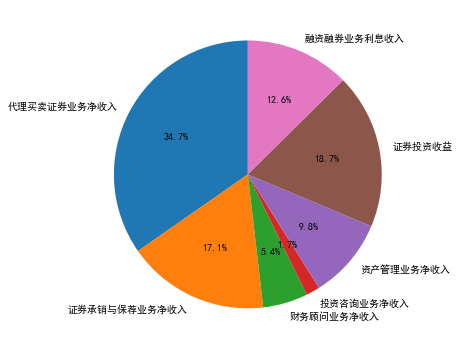 融资融券业务利息收入
12.6%
代理买卖证券业务净收入
34.7%
证券投资收益
18.7%
9.8%
17.1%
1.7%
5.4%
资产管理业务净收入
投资咨询业务净收入
证券承销与保荐业务净收入
财务顾问业务净收入